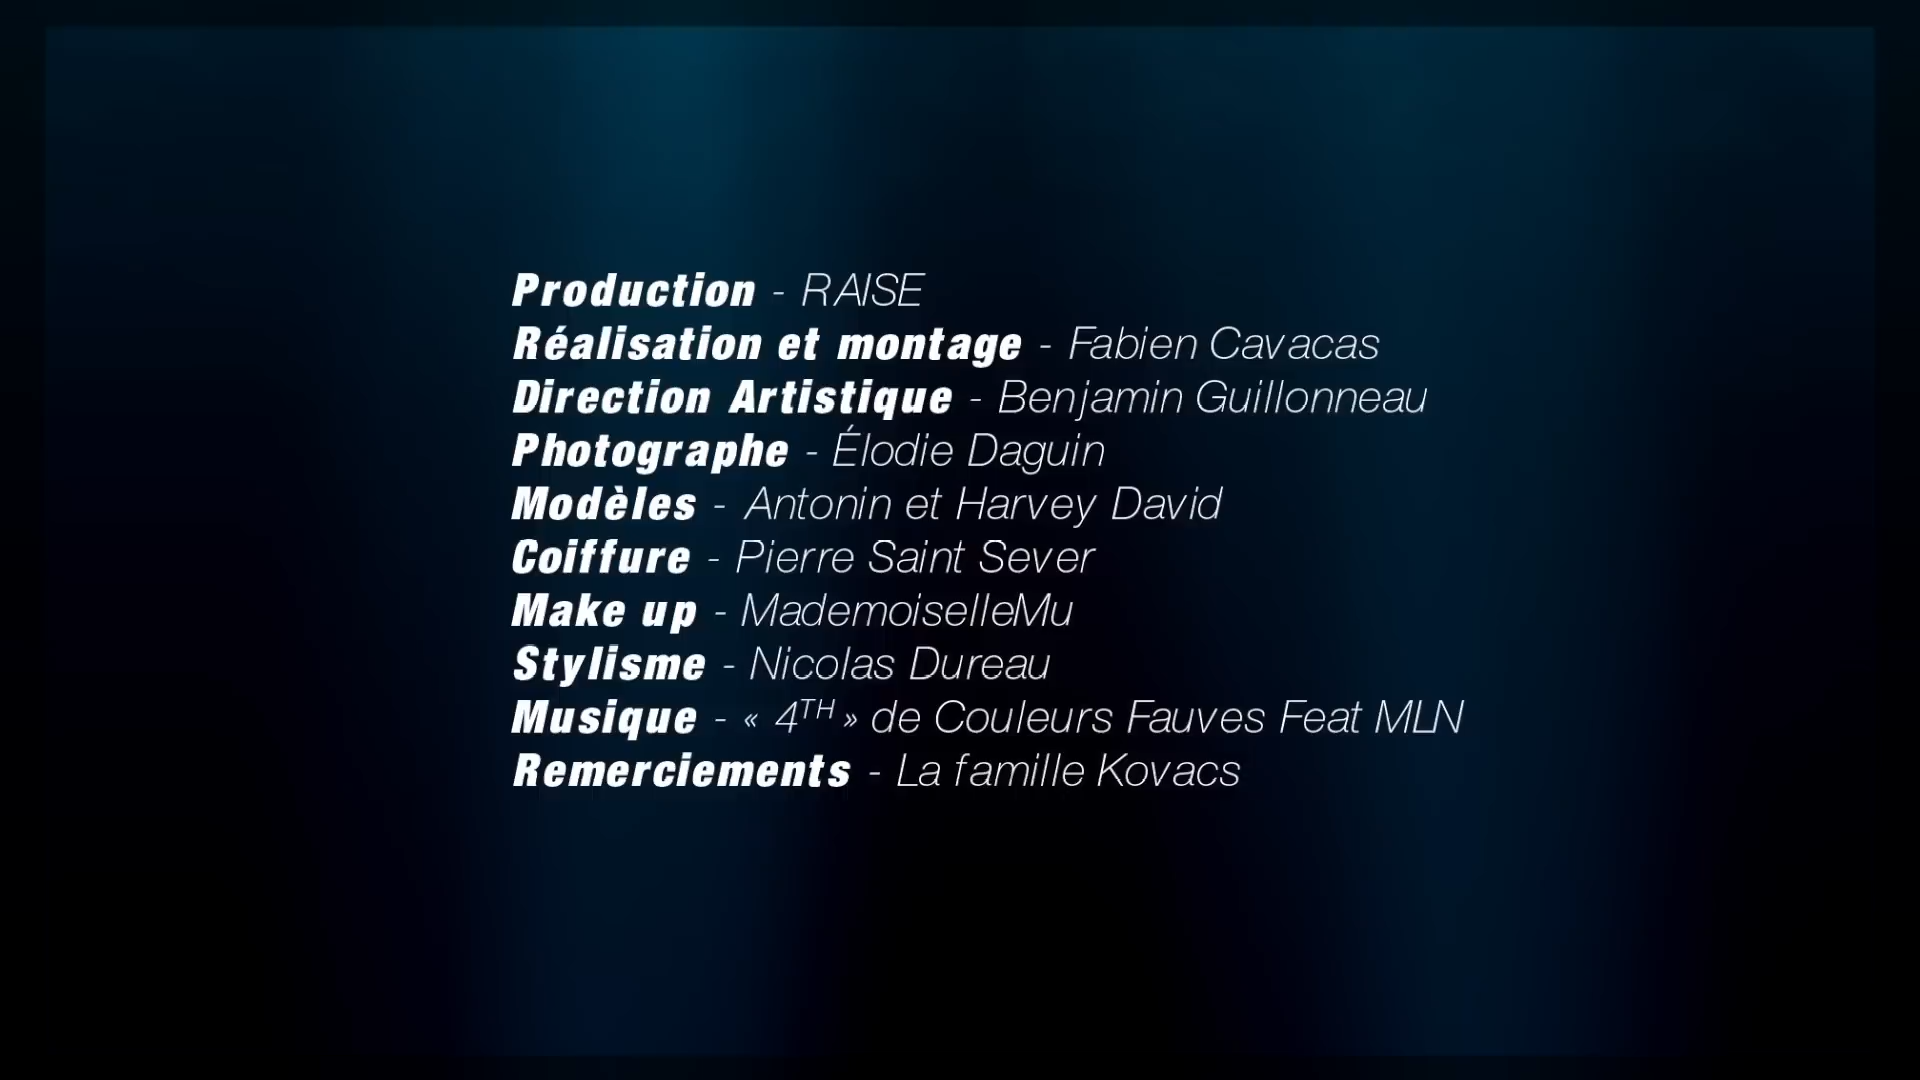 Production - RAISE
Réalisation et montage - Fabien Cavacas
Direction Artistique - Benjamin Guillonneau
Photographe - Élodie Daguin
Modèles - Antonin et Harvey David
Coiffure - Pierre Saint Sever
Make up - MademoiselleMu
Stylisme - Nicolas Dureau
Musique - « 4TH » de Couleurs Fauves Feat MLN
Remerciements - La famille Kovacs